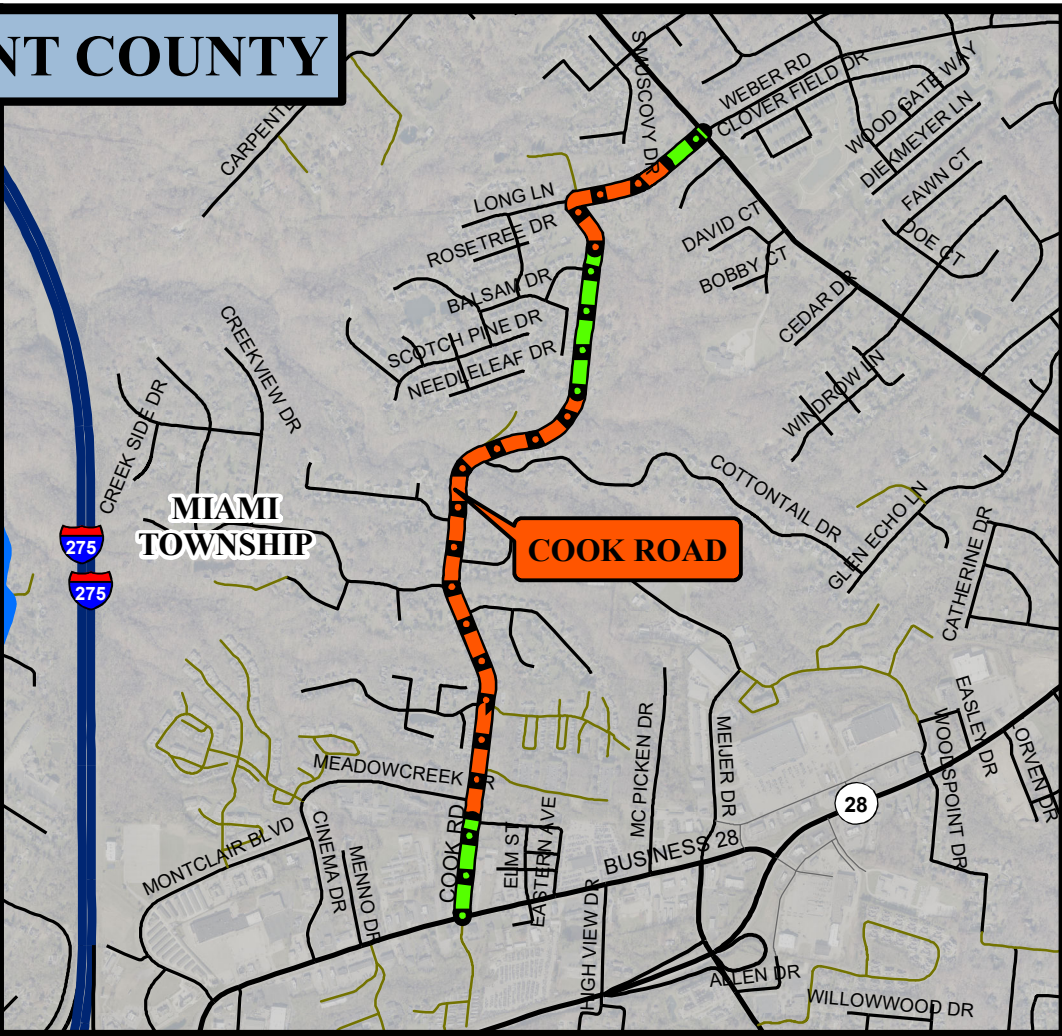 NT COUNTY
S MUSCOVY DR
WEBER RD
CLOVER FIELD DR
WOOD GATE WAY
DIEKMEYER LN
FAWN CT
DOE CT
CARPENTE
LONG LN
ROSETREE DR
DAVID CT
BOBBY CT
CEDAR DR
BALSAM DR
SCOTCH PINE DR
NEEDLELEAF DR
CREEKVIEW DR
CREEK SIDE DR
WINDROW LN
COTTONTAIL DR
GLEN ECHO LN
CATHERINE DR
MIAMI
TOWNSHIP
275
275
COOK ROAD
MEADOWCREEK
MONTCLAIR BLVD
CINEMA DR
MENNO DR
COOK RD
ELM ST
EASTERN AVE
MC PICKEN DR
MEIJER DR
BUSINESS 28
28
EASLEY DR
WOODSPOINT DR
ORVEN DR
HIGH VIEW DR
ALLEN DR
WILLOWWOOD DR